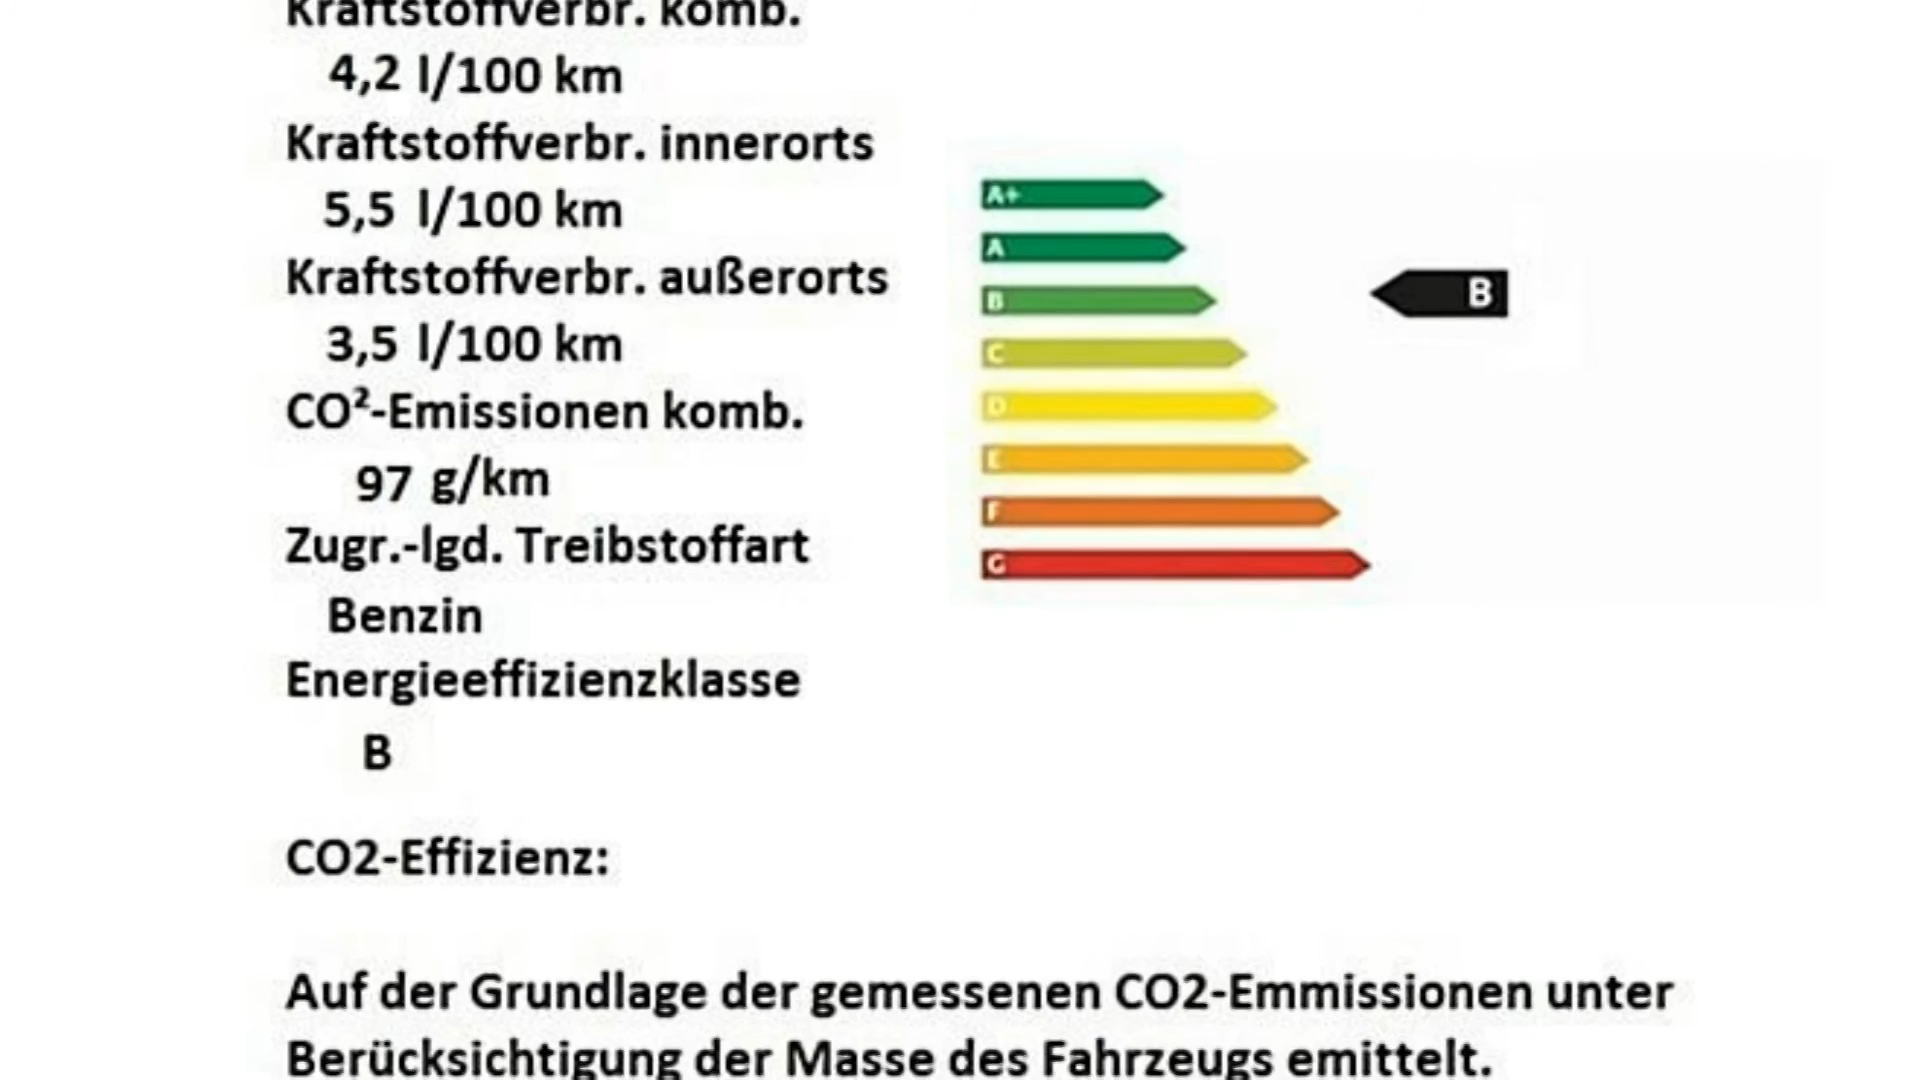 Kraftstoffverbr. komb.
4,2 l/100 km
Kraftstoffverbr. innerorts
5,5 l/100 km
Kraftstoffverbr. außerorts
3,5 l/100 km
CO²-Emissionen komb.
97 g/km
Zugr.-lgd. Treibstoffart
Benzin
Energieeffizienzklasse
B
CO2-Effizienz:
Auf der Grundlage der gemessenen CO2-Emmissionen unter
Berücksichtigung der Masse des Fahrzeugs emittelt.
A+
A
B
B
C
D
E
F
G